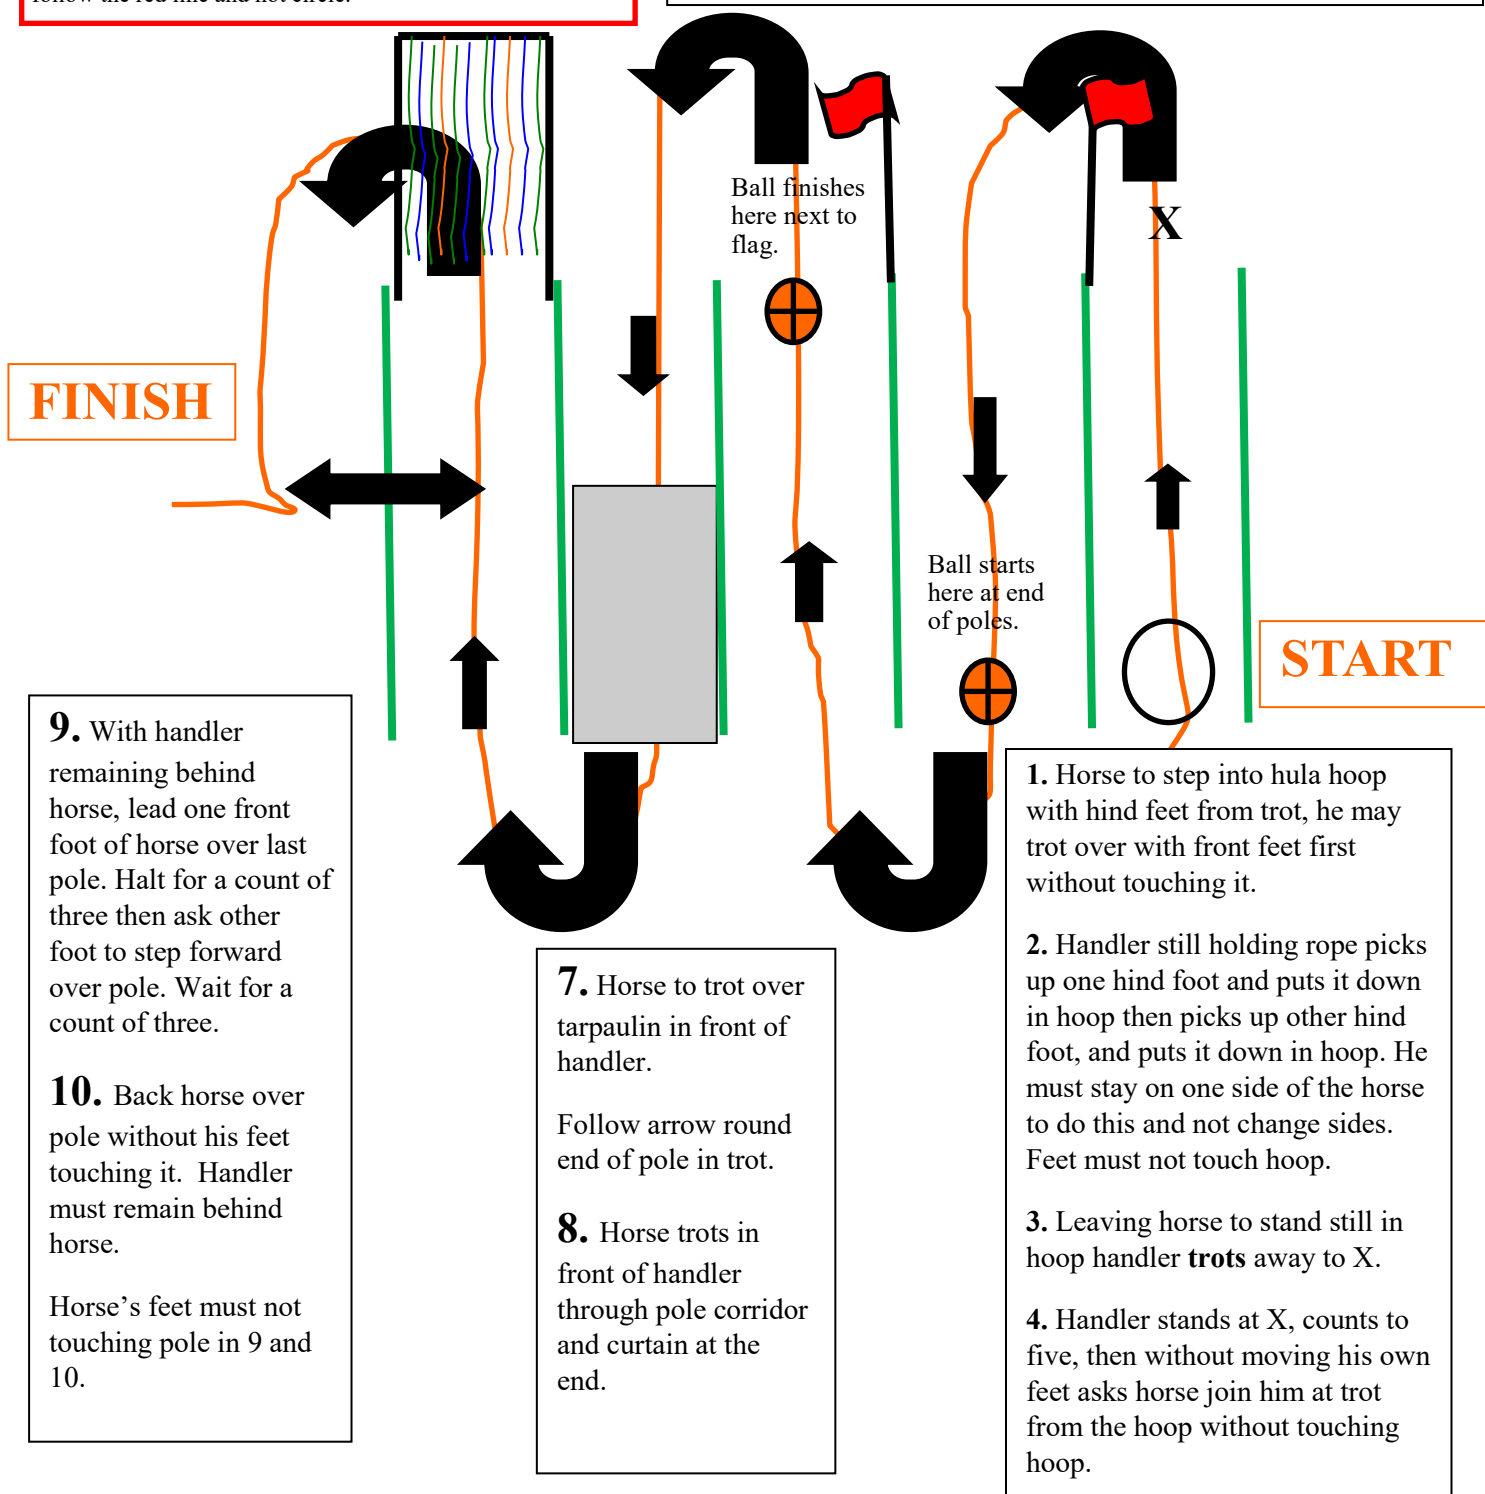 follow the red line and not circle.
Ball finishes
here next to
flag.
X
FINISH
Ball starts
here at end
of poles.
START
9. With handler
remaining behind
horse, lead one front
foot of horse over last
pole. Halt for a count of
three then ask other
foot to step forward
over pole. Wait for a
count of three.
10. Back horse over
pole without his feet
touching it. Handler
must remain behind
horse.
Horse’s feet must not
touching pole in 9 and
10.
7. Horse to trot over
tarpaulin in front of
handler.
Follow arrow round
end of pole in trot.
8. Horse trots in
front of handler
through pole corridor
and curtain at the
end.
1. Horse to step into hula hoop
with hind feet from trot, he may
trot over with front feet first
without touching it.
2. Handler still holding rope picks
up one hind foot and puts it down
in hoop then picks up other hind
foot, and puts it down in hoop. He
must stay on one side of the horse
to do this and not change sides.
Feet must not touch hoop.
3. Leaving horse to stand still in
hoop handler trots away to X.
4. Handler stands at X, counts to
five, then without moving his own
feet asks horse join him at trot
from the hoop without touching
hoop.